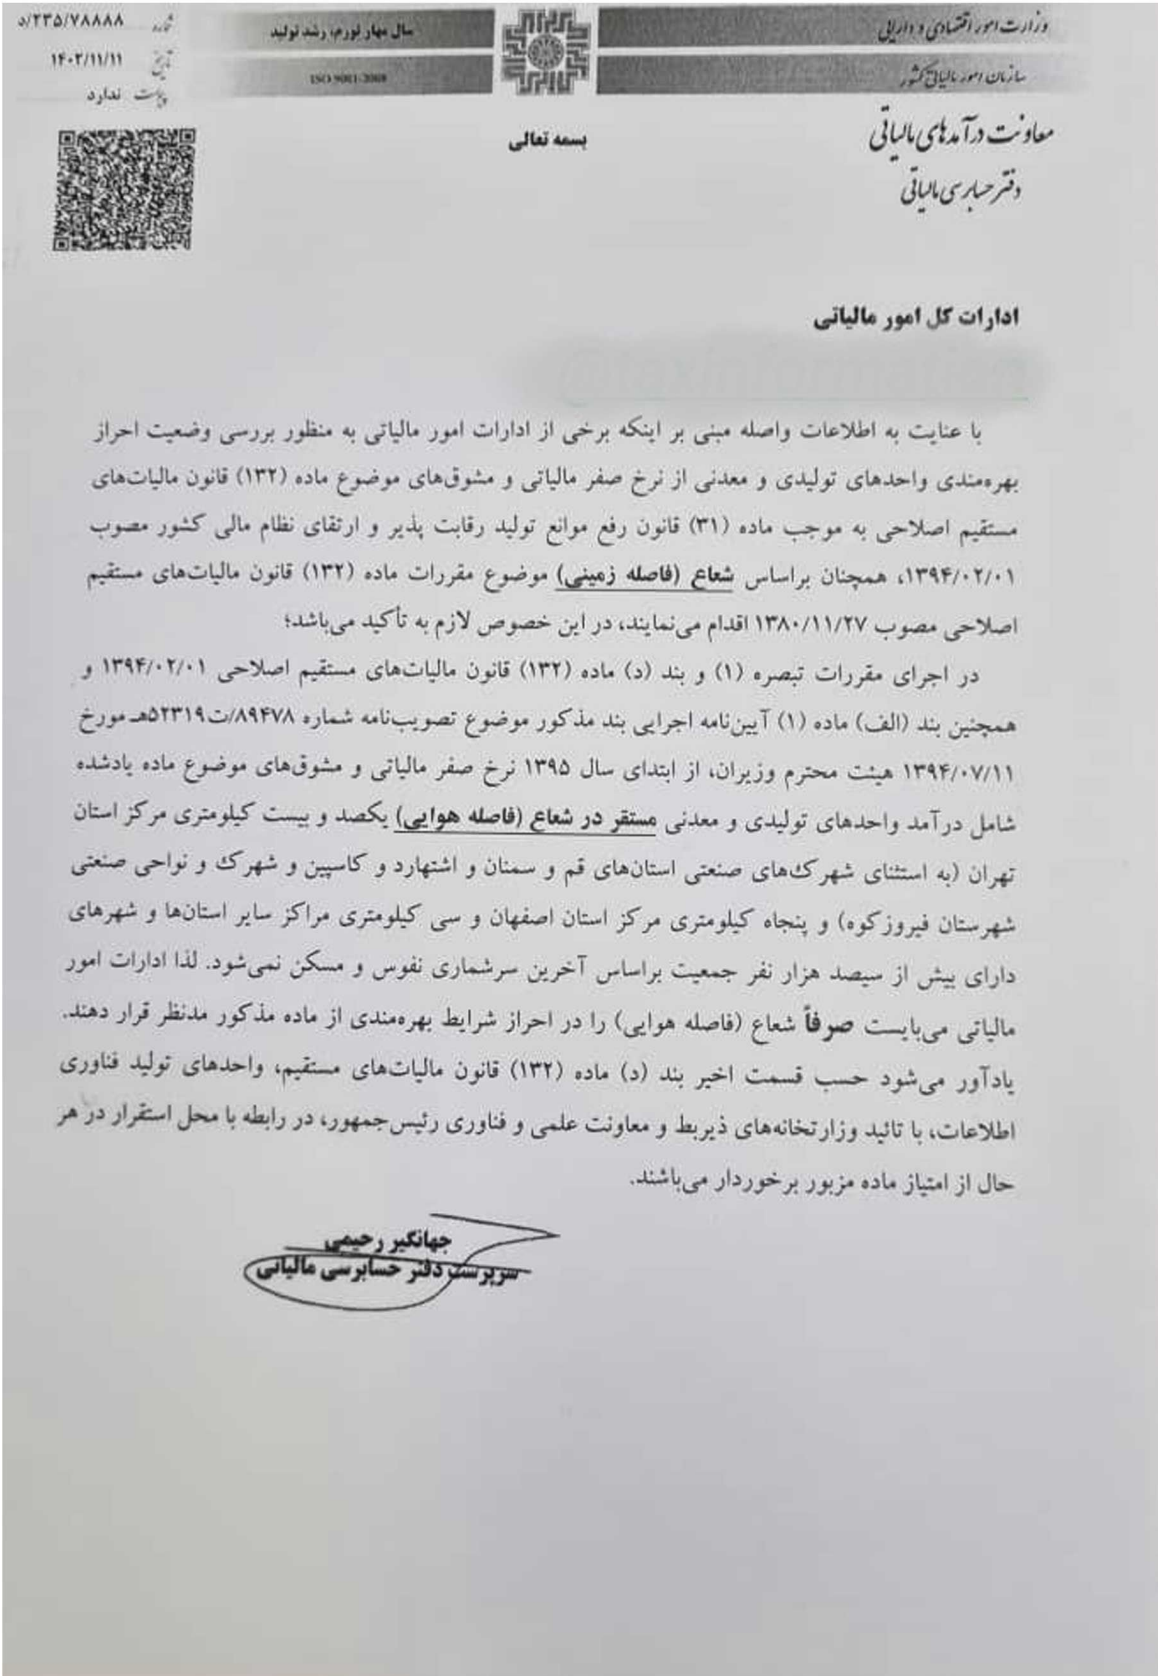 وزارت امور اقتصادی و دارایی
سازمان امور مالیاتی کشور
معاونت درآمدهای مالیاتی
دفتر حسابرسی مالیاتی
سال مهار تورم، رشد تولید
ISO 9001-2008
بسمه تعالی
شماره ۲۳۵/۷۸۸۸۸/د
تاریخ ۱۴۰۲/۱۱/۱۱
پیوست ندارد
ادارات کل امور مالیاتی
@taxinformation
با عنایت به اطلاعات واصله مبنی بر اینکه برخی از ادارات امور مالیاتی به منظور بررسی وضعیت احراز
بهره‌مندی واحدهای تولیدی و معدنی از نرخ صفر مالیاتی و مشوق‌های موضوع ماده (۱۳۲) قانون مالیات‌های
مستقیم اصلاحی به موجب ماده (۳۱) قانون رفع موانع تولید رقابت پذیر و ارتقای نظام مالی کشور مصوب
۱۳۹۴/۰۲/۰۱، همچنان براساس شعاع (فاصله زمینی) موضوع مقررات ماده (۱۳۲) قانون مالیات‌های مستقیم
اصلاحی مصوب ۱۳۸۰/۱۱/۲۷ اقدام می‌نمایند، در این خصوص لازم به تأکید می‌باشد؛
در اجرای مقررات تبصره (۱) و بند (د) ماده (۱۳۲) قانون مالیات‌های مستقیم اصلاحی ۱۳۹۴/۰۲/۰۱ و
همچنین بند (الف) ماده (۱) آیین‌نامه اجرایی بند مذکور موضوع تصویب‌نامه شماره ۸۹۴۷۸/ت۵۲۳۱۹هـ مورخ
۱۳۹۴/۰۷/۱۱ هیئت محترم وزیران، از ابتدای سال ۱۳۹۵ نرخ صفر مالیاتی و مشوق‌های موضوع ماده یادشده
شامل درآمد واحدهای تولیدی و معدنی مستقر در شعاع (فاصله هوایی) یکصد و بیست کیلومتری مرکز استان
تهران (به استثنای شهرک‌های صنعتی استان‌های قم و سمنان و اشتهارد و کاسپین و شهرک و نواحی صنعتی
شهرستان فیروزکوه) و پنجاه کیلومتری مرکز استان اصفهان و سی کیلومتری مراکز سایر استان‌ها و شهرهای
دارای بیش از سیصد هزار نفر جمعیت براساس آخرین سرشماری نفوس و مسکن نمی‌شود. لذا ادارات امور
مالیاتی می‌بایست صرفاً شعاع (فاصله هوایی) را در احراز شرایط بهره‌مندی از ماده مذکور مدنظر قرار دهند.
یادآور می‌شود حسب قسمت اخیر بند (د) ماده (۱۳۲) قانون مالیات‌های مستقیم، واحدهای تولید فناوری
اطلاعات، با تائید وزارتخانه‌های ذیربط و معاونت علمی و فناوری رئیس‌جمهور، در رابطه با محل استقرار در هر
حال از امتیاز ماده مزبور برخوردار می‌باشند.
جهانگیر رحیمی
سرپرست دفتر حسابرسی مالیاتی